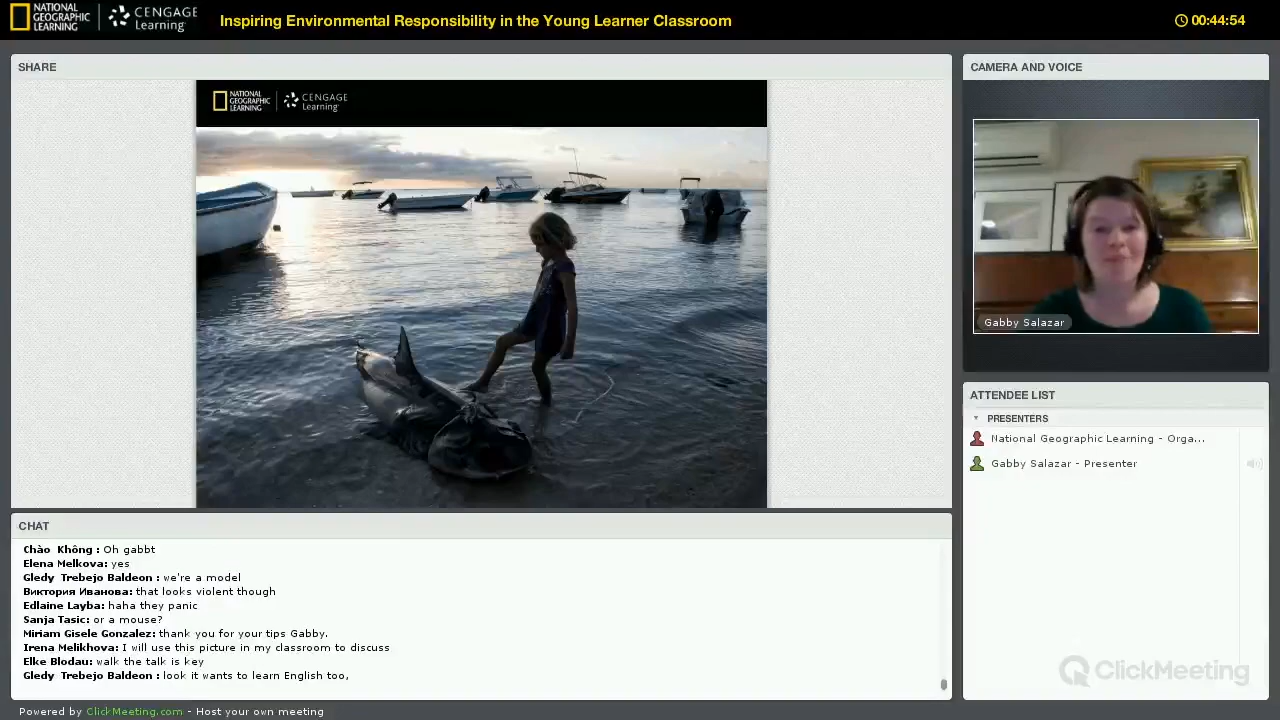 NATIONAL
GEOGRAPHIC
LEARNING
CENGAGE
Learning
Inspiring Environmental Responsibility in the Young Learner Classroom
00:44:54
SHARE
NATIONAL
GEOGRAPHIC
LEARNING
CENGAGE
Learning
CAMERA AND VOICE
Gabby Salazar
ATTENDEE LIST
PRESENTERS
National Geographic Learning - Orga...
Gabby Salazar - Presenter
CHAT
Chào Không : Oh gabbt
Elena Melkova: yes
Gledy Trebejo Baldeon : we're a model
Виктория Иванова: that looks violent though
Edlaine Layba: haha they panic
Sanja Tasic: or a mouse?
Miriam Gisele Gonzalez: thank you for your tips Gabby.
Irena Melikhova: I will use this picture in my classroom to discuss
Elke Blodau: walk the talk is key
Gledy Trebejo Baldeon : look it wants to learn English too,
ClickMeeting
Powered by ClickMeeting.com - Host your own meeting